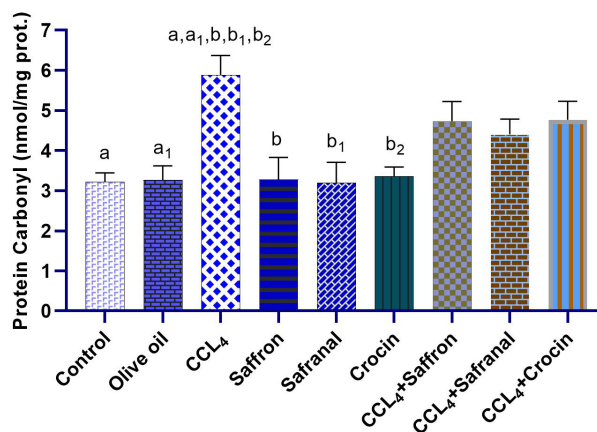 Protein Carbonyl (nmol/mg prot.)
7
6
5
4
3
2
1
0
a
a₁
a,a₁,b,b₁,b₂
b
b₁
b₂
Control
Olive oil
CCL₄
Saffron
Safranal
Crocin
CCL₄+Saffron
CCL₄+Safranal
CCL₄+Crocin